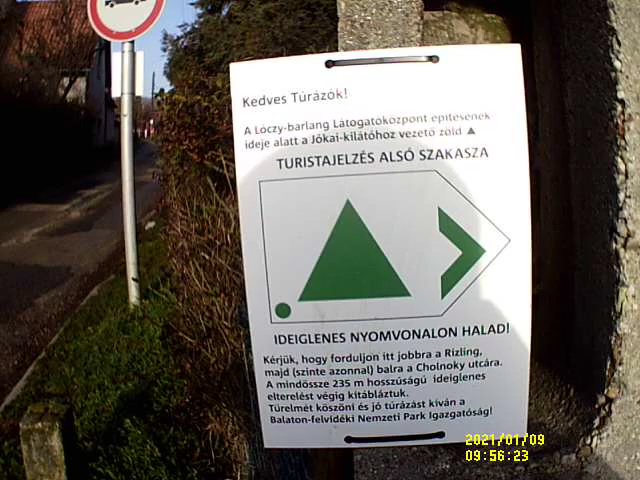 Kedves Túrázók!
A Lóczy-barlang Látogatóközpont építésének
ideje alatt a Jókai-kilátóhoz vezető zöld ▲
TURISTAJELZÉS ALSÓ SZAKASZA
IDEIGLENES NYOMVONALON HALAD!
Kérjük, hogy forduljon itt jobbra a Rizling,
majd (szinte azonnal) balra a Cholnoky utcára.
A mindössze 235 m hosszúságú ideiglenes
elterelést végig kitábláztuk.
Türelmét köszöni és jó túrázást kíván a
Balaton-felvidéki Nemzeti Park Igazgatóság!
2021/01/09
09:56:23